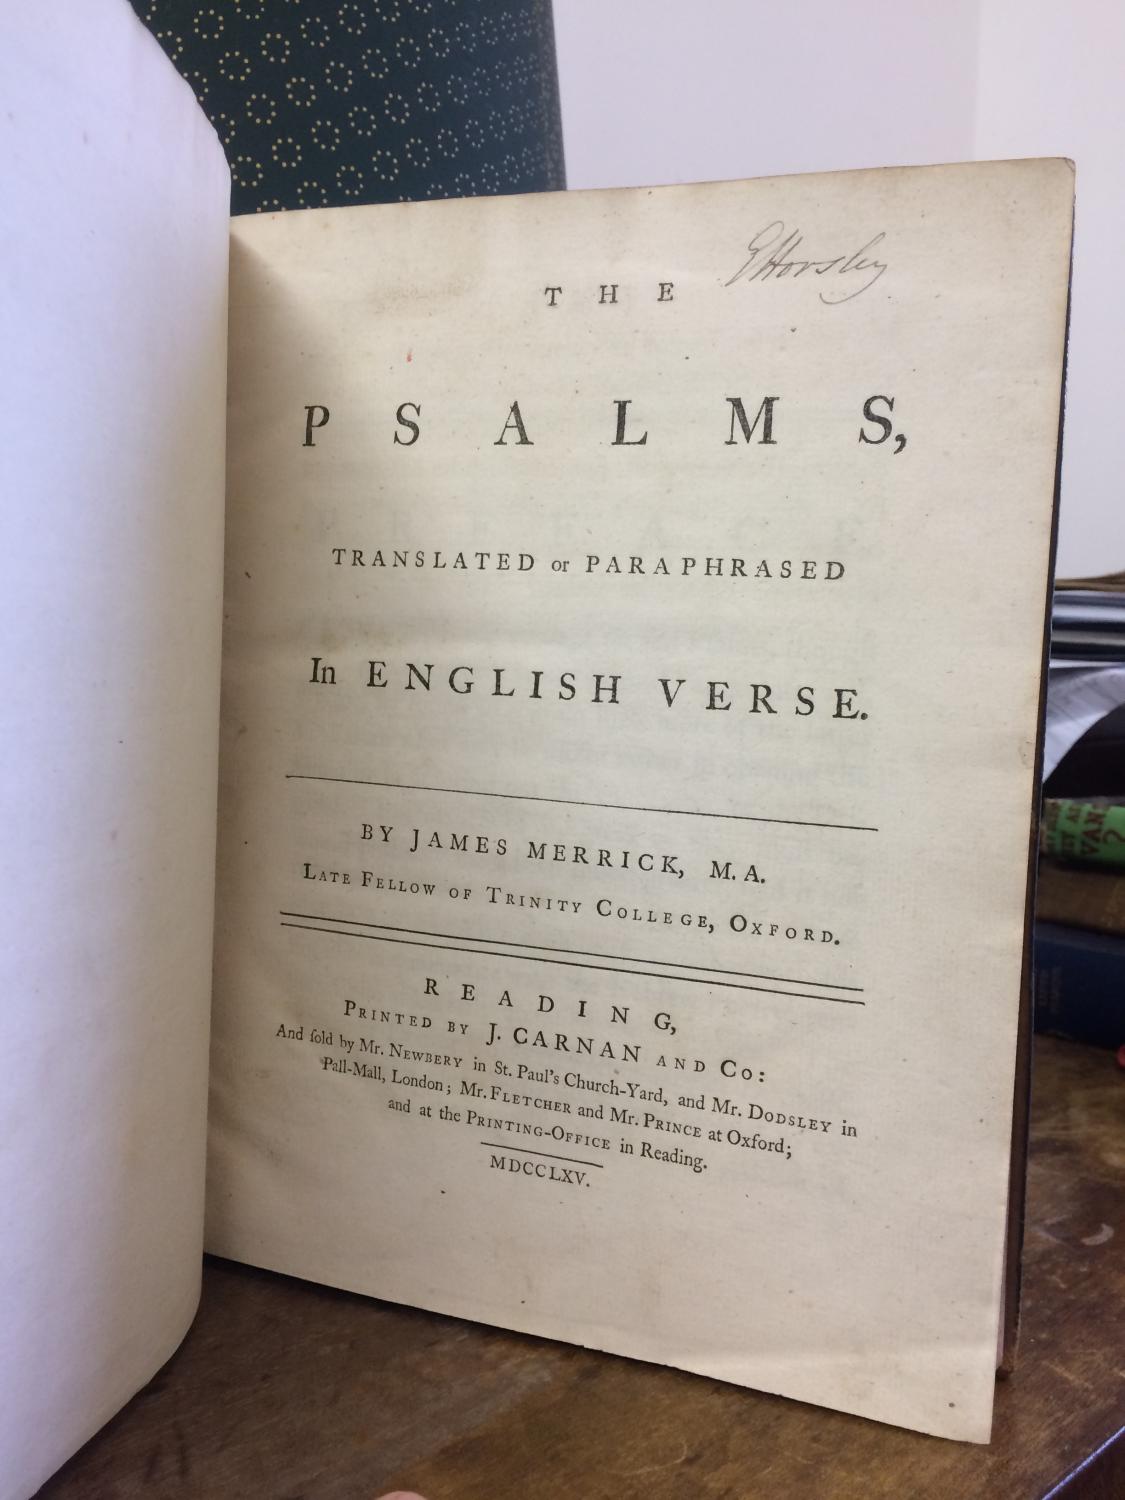 GHorsley
THE
PSALMS,
TRANSLATED or PARAPHRASED
In ENGLISH VERSE.
BY JAMES MERRICK, M.A.
LATE FELLOW OF TRINITY COLLEGE, OXFORD.
READING,
PRINTED BY J. CARNAN AND CO:
And ſold by Mr. NEWBERY in St. Paul's Church-Yard, and Mr. DODSLEY in
Pall-Mall, London; Mr. FLETCHER and Mr. PRINCE at Oxford;
and at the PRINTING-OFFICE in Reading.
MDCCLXV.
VAN?